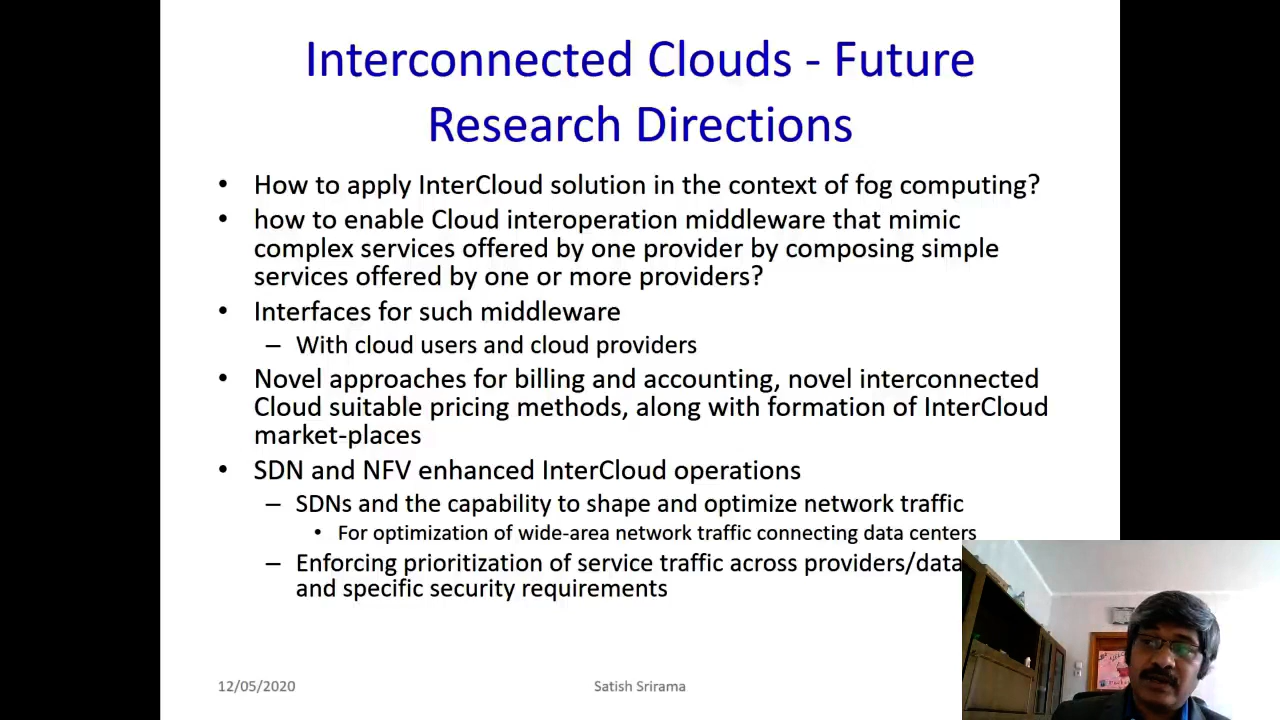 Interconnected Clouds - Future
Research Directions
• How to apply InterCloud solution in the context of fog computing?
• how to enable Cloud interoperation middleware that mimic
complex services offered by one provider by composing simple
services offered by one or more providers?
• Interfaces for such middleware
– With cloud users and cloud providers
• Novel approaches for billing and accounting, novel interconnected
Cloud suitable pricing methods, along with formation of InterCloud
market-places
• SDN and NFV enhanced InterCloud operations
– SDNs and the capability to shape and optimize network traffic
• For optimization of wide-area network traffic connecting data centers
– Enforcing prioritization of service traffic across providers/data
and specific security requirements
12/05/2020
Satish Srirama